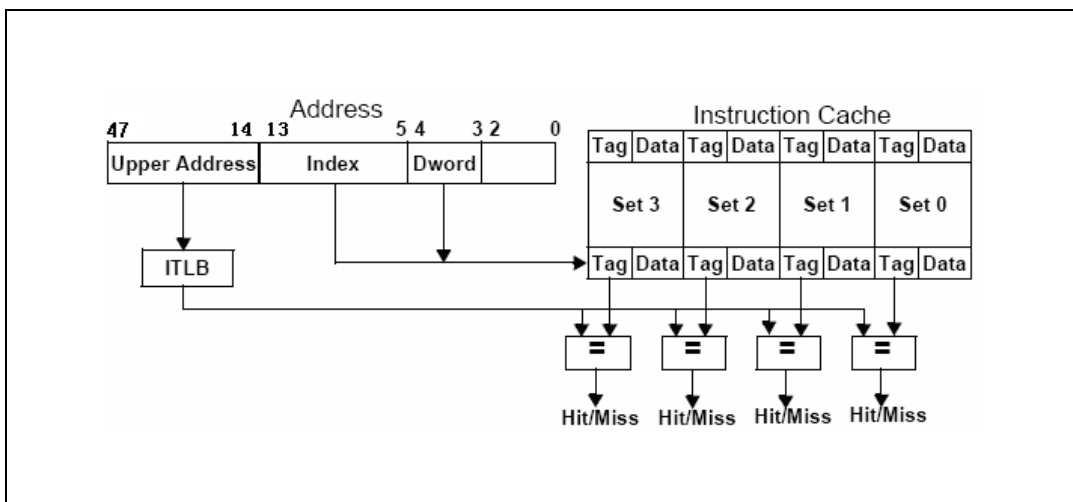 Address
47 14 13 5 4 3 2 0
Upper Address Index Dword
ITLB
Instruction Cache
Tag Data Tag Data Tag Data Tag Data
Set 3 Set 2 Set 1 Set 0
Tag Data Tag Data Tag Data Tag Data
= = = =
Hit/Miss Hit/Miss Hit/Miss Hit/Miss